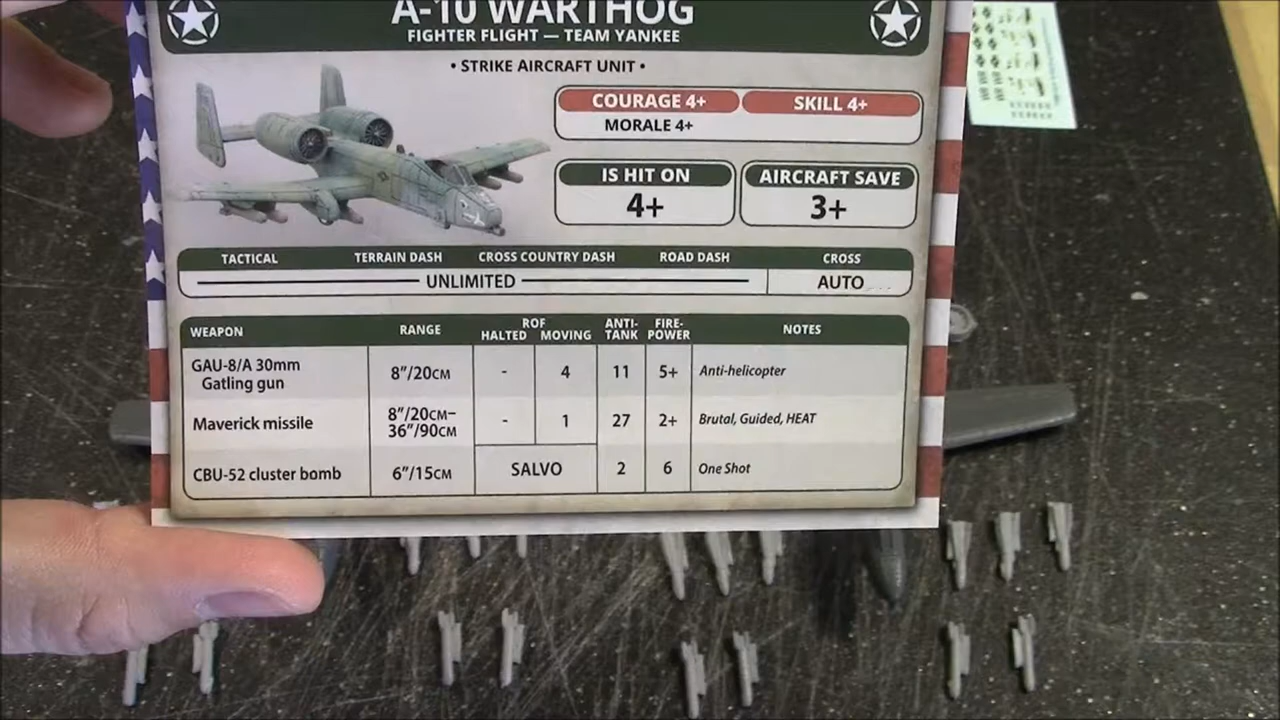 A-10 WARTHOG
FIGHTER FLIGHT — TEAM YANKEE
• STRIKE AIRCRAFT UNIT •
COURAGE 4+ SKILL 4+
MORALE 4+
IS HIT ON AIRCRAFT SAVE
4+ 3+
TACTICAL TERRAIN DASH CROSS COUNTRY DASH ROAD DASH CROSS
UNLIMITED AUTO
WEAPON RANGE ROF HALTED MOVING ANTI-TANK FIRE-POWER NOTES
GAU-8/A 30mm
Gatling gun 8"/20CM - 4 11 5+ Anti-helicopter
Maverick missile 8"/20CM–
36"/90CM - 1 27 2+ Brutal, Guided, HEAT
CBU-52 cluster bomb 6"/15CM SALVO 2 6 One Shot